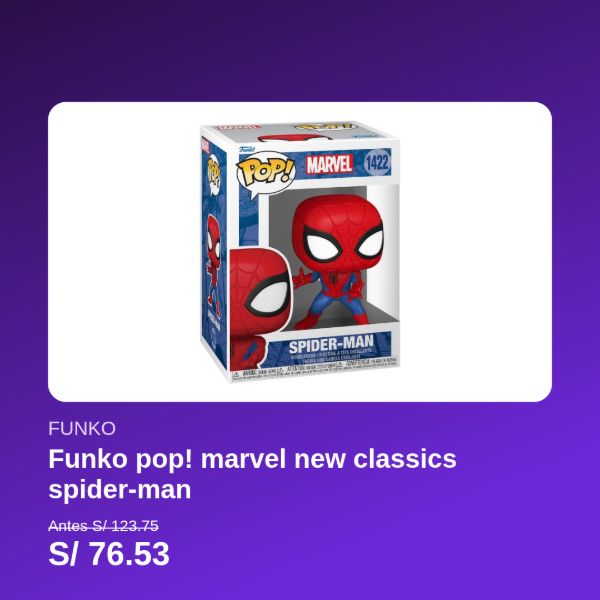 Funko
POP!
MARVEL
1422
SPIDER-MAN
FUNKO
Funko pop! marvel new classics
spider-man
Antes S/ 123.75
S/ 76.53